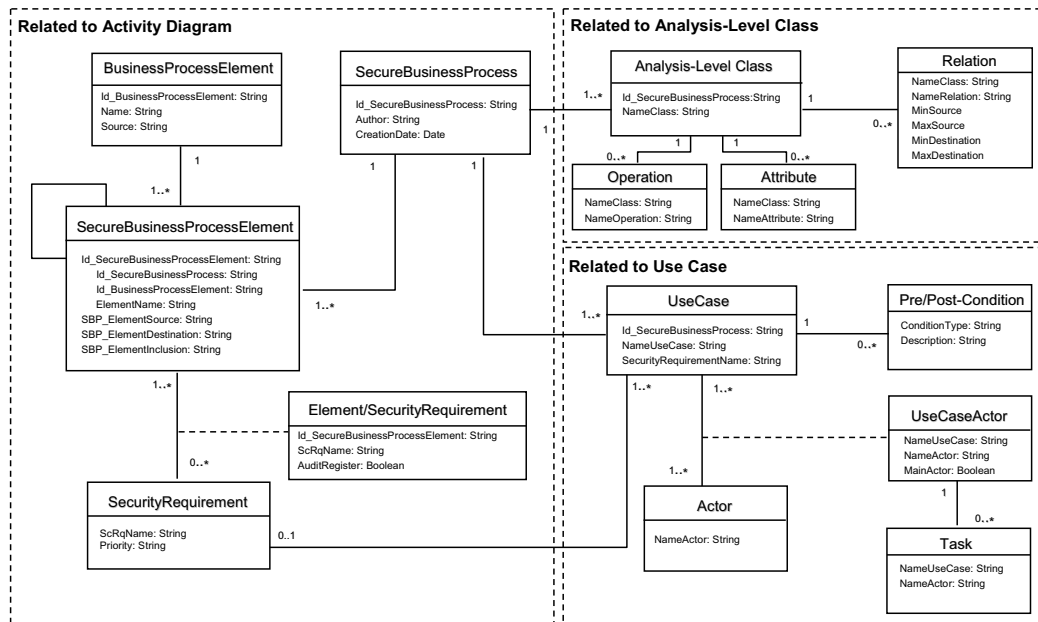 Related to Activity Diagram
BusinessProcessElement
Id_BusinessProcessElement: String
Name: String
Source: String
SecureBusinessProcess
Id_SecureBusinessProcess: String
Author: String
CreationDate: Date
1
1..*
1
1
1
1..*
SecureBusinessProcessElement
Id_SecureBusinessProcessElement: String
Id_SecureBusinessProcess: String
Id_BusinessProcessElement: String
ElementName: String
SBP_ElementSource: String
SBP_ElementDestination: String
SBP_ElementInclusion: String
1..*
1..*
0..*
Element/SecurityRequirement
Id_SecureBusinessProcessElement: String
ScRqName: String
AuditRegister: Boolean
SecurityRequirement
ScRqName: String
Priority: String
0..1
Related to Analysis-Level Class
Analysis-Level Class
Id_SecureBusinessProcess:String
NameClass: String
1
0..*
Relation
NameClass: String
NameRelation: String
MinSource
MaxSource
MinDestination
MaxDestination
1
1
0..*
0..*
Operation
NameClass: String
NameOperation: String
Attribute
NameClass: String
NameAttribute: String
Related to Use Case
1..*
UseCase
Id_SecureBusinessProcess: String
NameUseCase: String
SecurityRequirementName: String
1
0..*
Pre/Post-Condition
ConditionType: String
Description: String
1..*
1..*
1..*
UseCaseActor
NameUseCase: String
NameActor: String
MainActor: Boolean
Actor
NameActor: String
1
0..*
Task
NameUseCase: String
NameActor: String